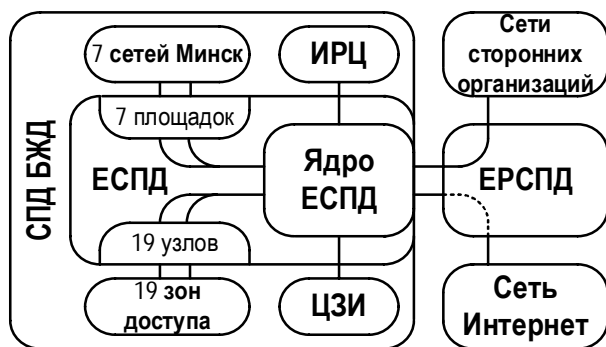 7 сетей Минск
ИРЦ
Сети
сторонних
организаций
7 площадок
СПД БЖД
ЕСПД
Ядро
ЕСПД
ЕРСПД
19 узлов
19 зон
доступа
ЦЗИ
Сеть
Интернет